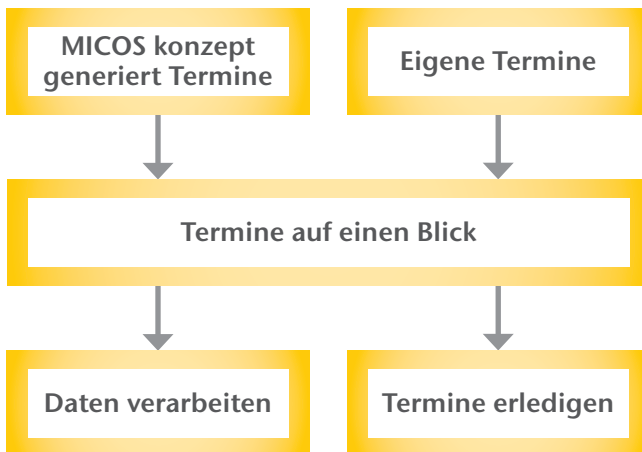 MICOS konzept
generiert Termine
Eigene Termine
Termine auf einen Blick
Daten verarbeiten
Termine erledigen